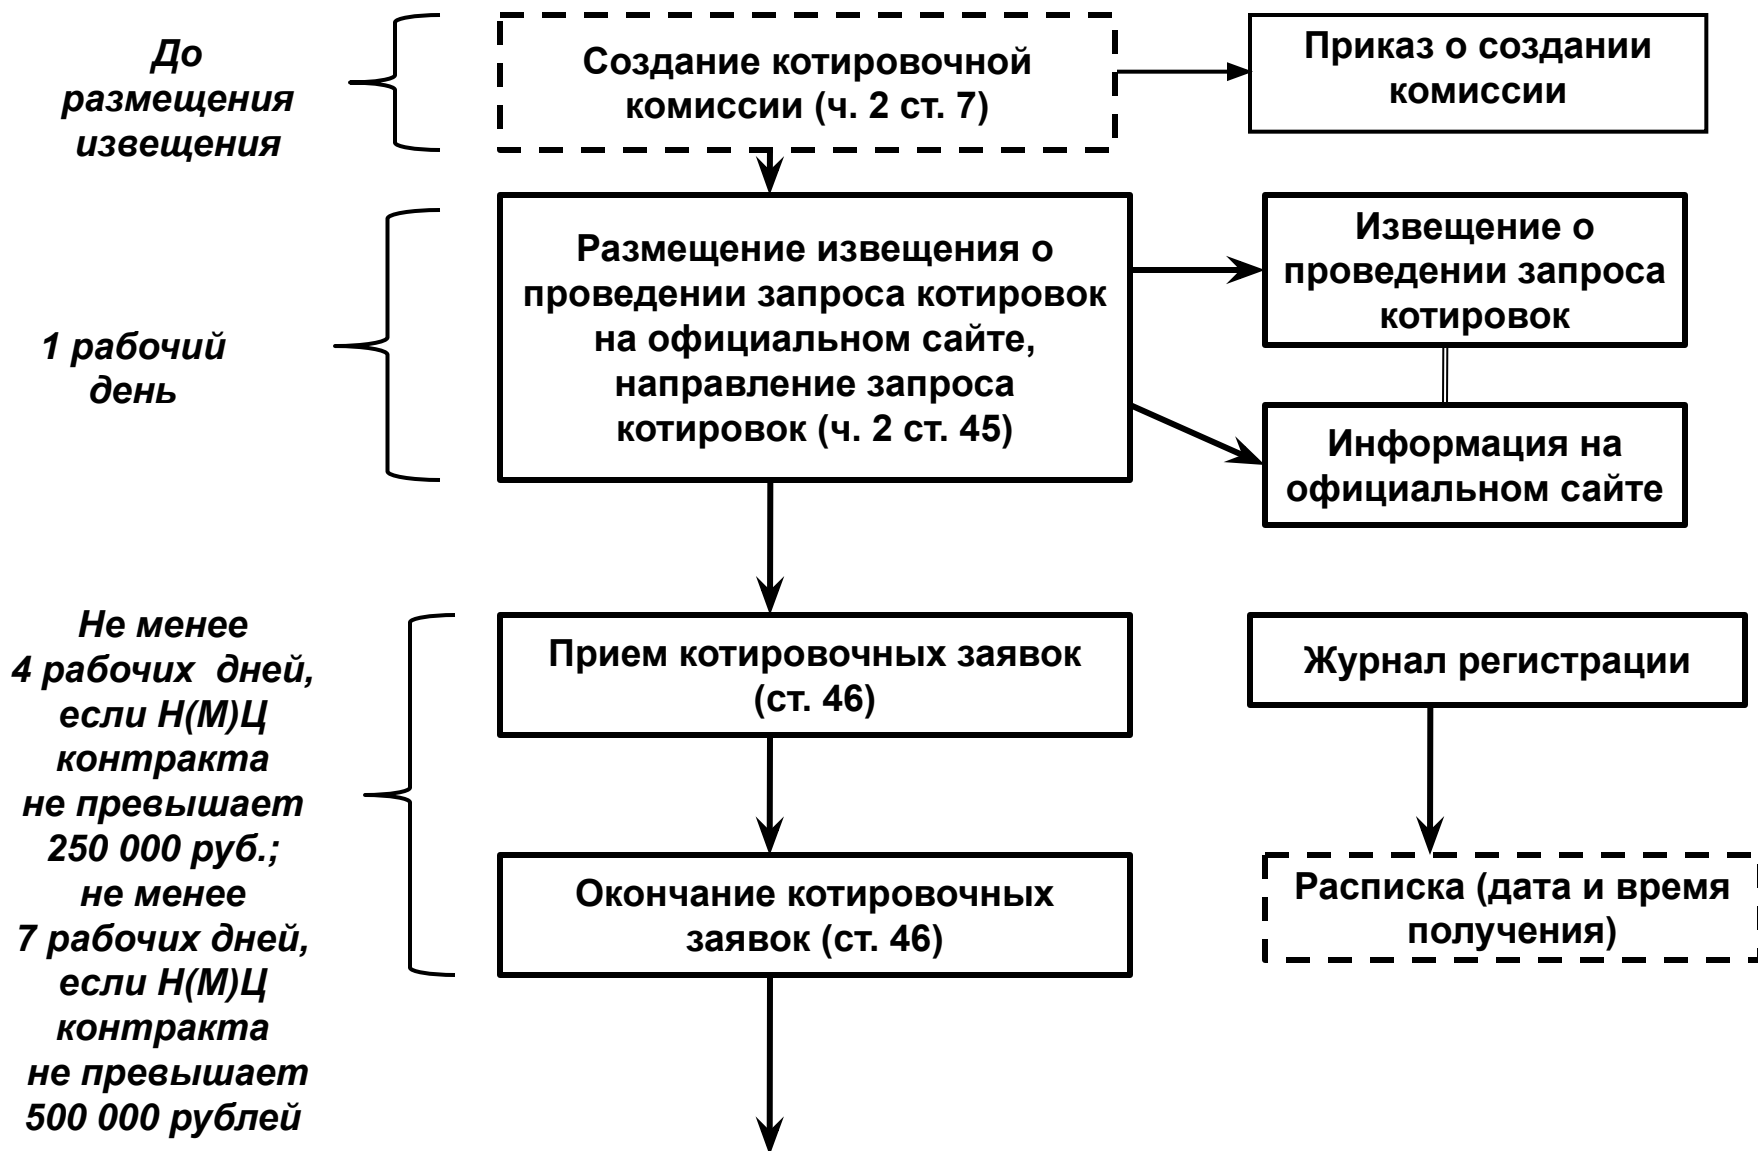 До
размещения
извещения
Создание котировочной
комиссии (ч. 2 ст. 7)
Приказ о создании
комиссии
1 рабочий
день
Размещение извещения о
проведении запроса котировок
на официальном сайте,
направление запроса
котировок (ч. 2 ст. 45)
Извещение о
проведении запроса
котировок
Информация на
официальном сайте
Не менее
4 рабочих дней,
если Н(М)Ц
контракта
не превышает
250 000 руб.;
не менее
7 рабочих дней,
если Н(М)Ц
контракта
не превышает
500 000 рублей
Прием котировочных заявок
(ст. 46)
Журнал регистрации
Окончание котировочных
заявок (ст. 46)
Расписка (дата и время
получения)